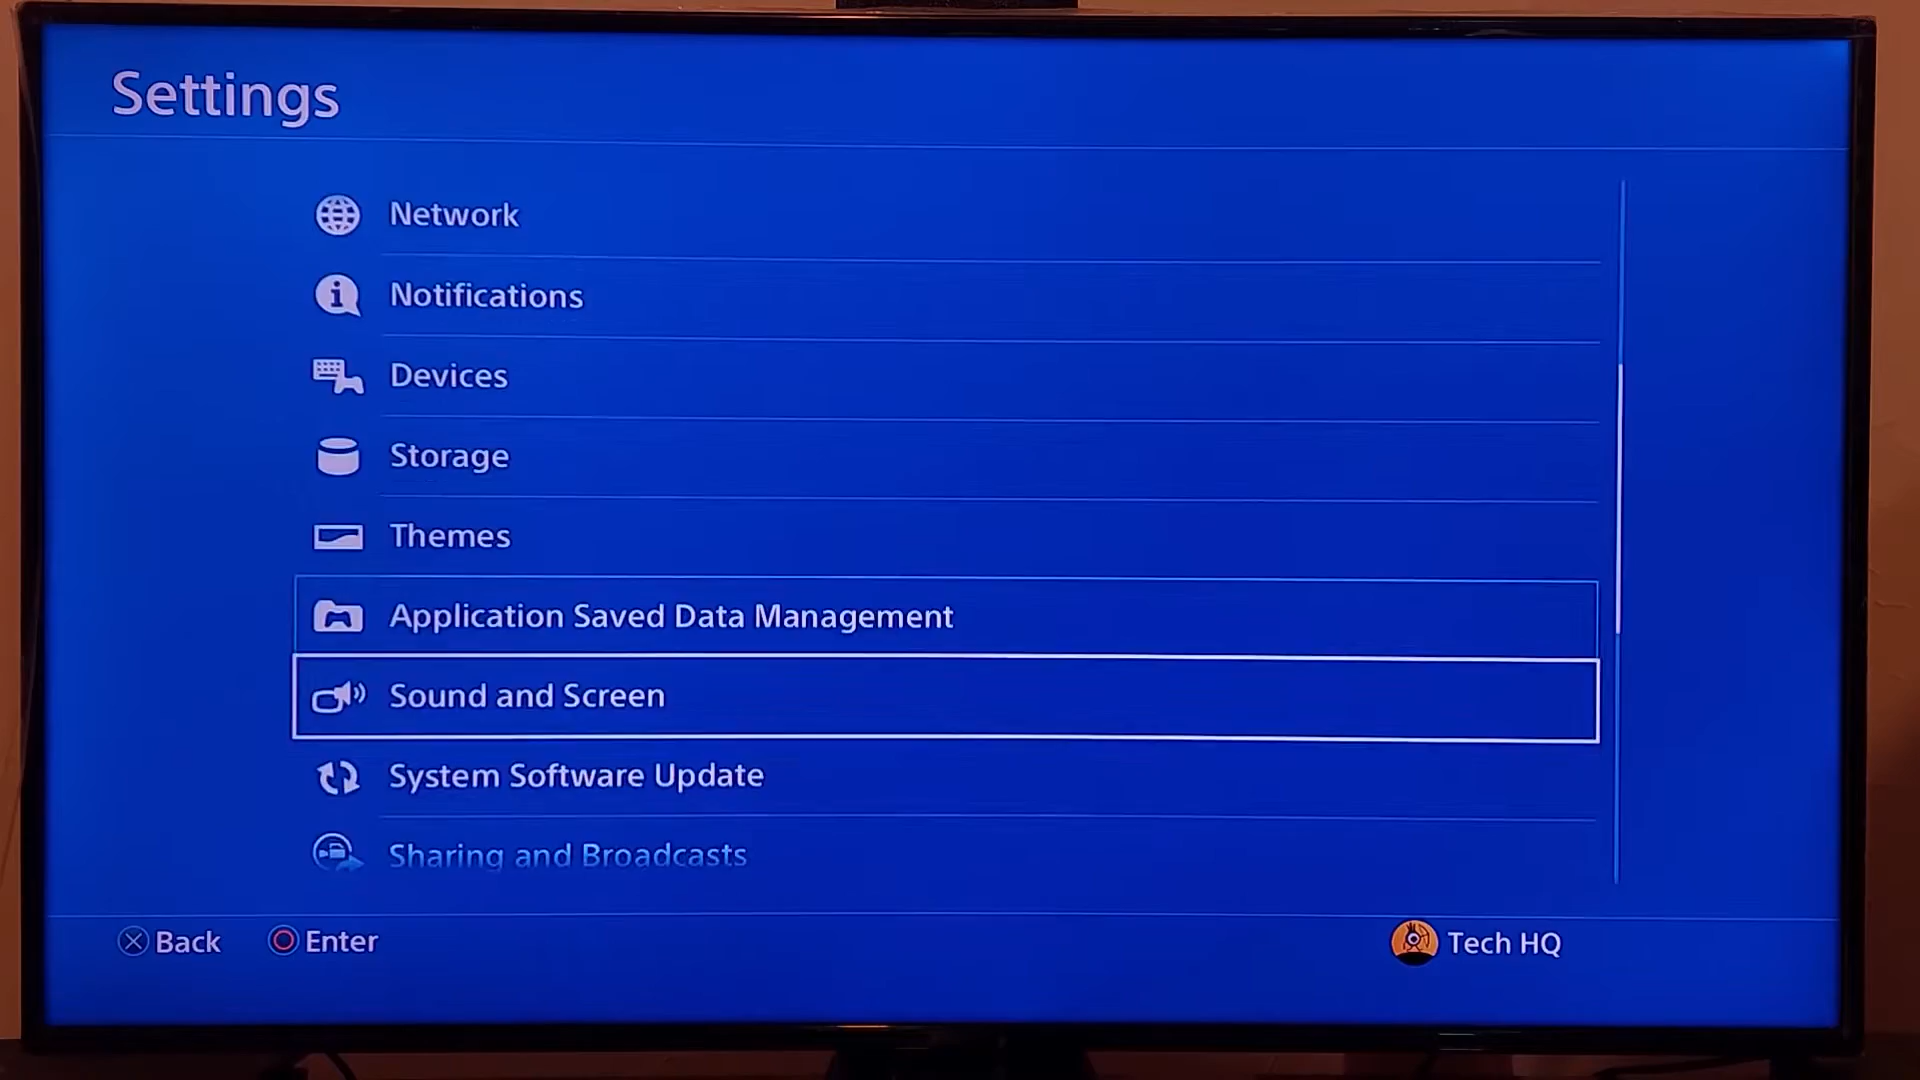 Settings
Network
Notifications
Devices
Storage
Themes
Application Saved Data Management
Sound and Screen
System Software Update
Sharing and Broadcasts
Back Enter Tech HQ